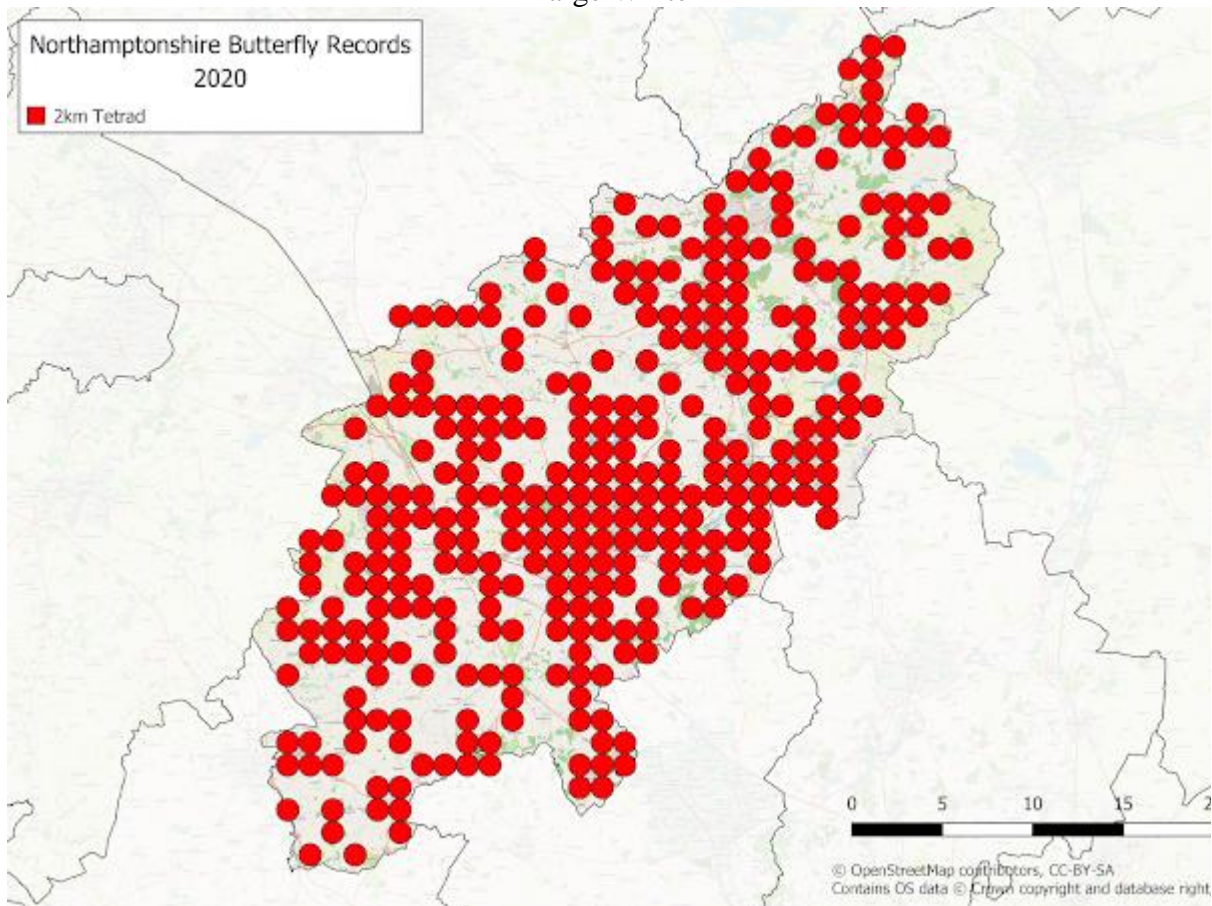 Northamptonshire Butterfly Records
2020
2km Tetrad
0 5 10 15
© OpenStreetMap contributors, CC-BY-SA
Contains OS data © Crown copyright and database right